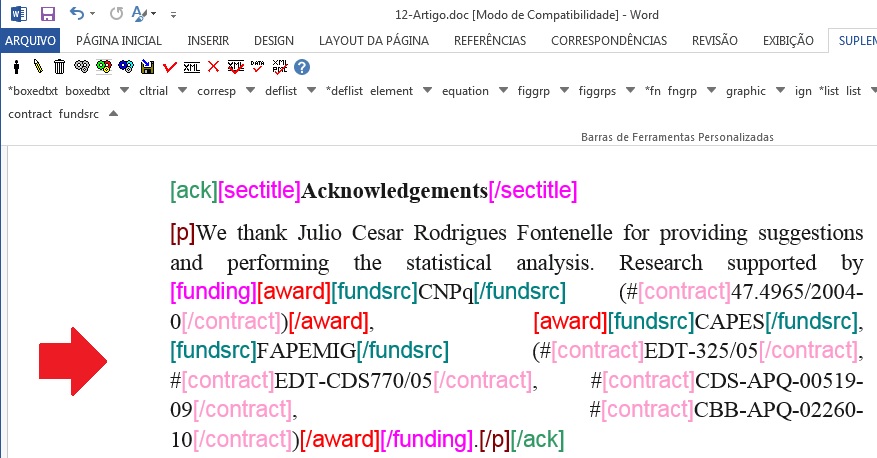 12-Artigo.doc [Modo de Compatibilidade] - Word
ARQUIVO PÁGINA INICIAL INSERIR DESIGN LAYOUT DA PÁGINA REFERÊNCIAS CORRESPONDÊNCIAS REVISÃO EXIBIÇÃO SUPLEM
*boxedtxt boxedtxt cltrial corresp deflist *deflist element equation figgrp figgrps *fn fngrp graphic ign *list list
contract fundsrc
Barras de Ferramentas Personalizadas
[ack][sectitle]Acknowledgements[/sectitle]
[p]We thank Julio Cesar Rodrigues Fontenelle for providing suggestions
and performing the statistical analysis. Research supported by
[funding][award][fundsrc]CNPq[/fundsrc] (#[contract]47.4965/2004-
0[/contract])[/award], [award][fundsrc]CAPES[/fundsrc],
[fundsrc]FAPEMIG[/fundsrc] (#[contract]EDT-325/05[/contract],
#[contract]EDT-CDS770/05[/contract], #[contract]CDS-APQ-00519-
09[/contract], #[contract]CBB-APQ-02260-
10[/contract])[/award][/funding].[/p][/ack]